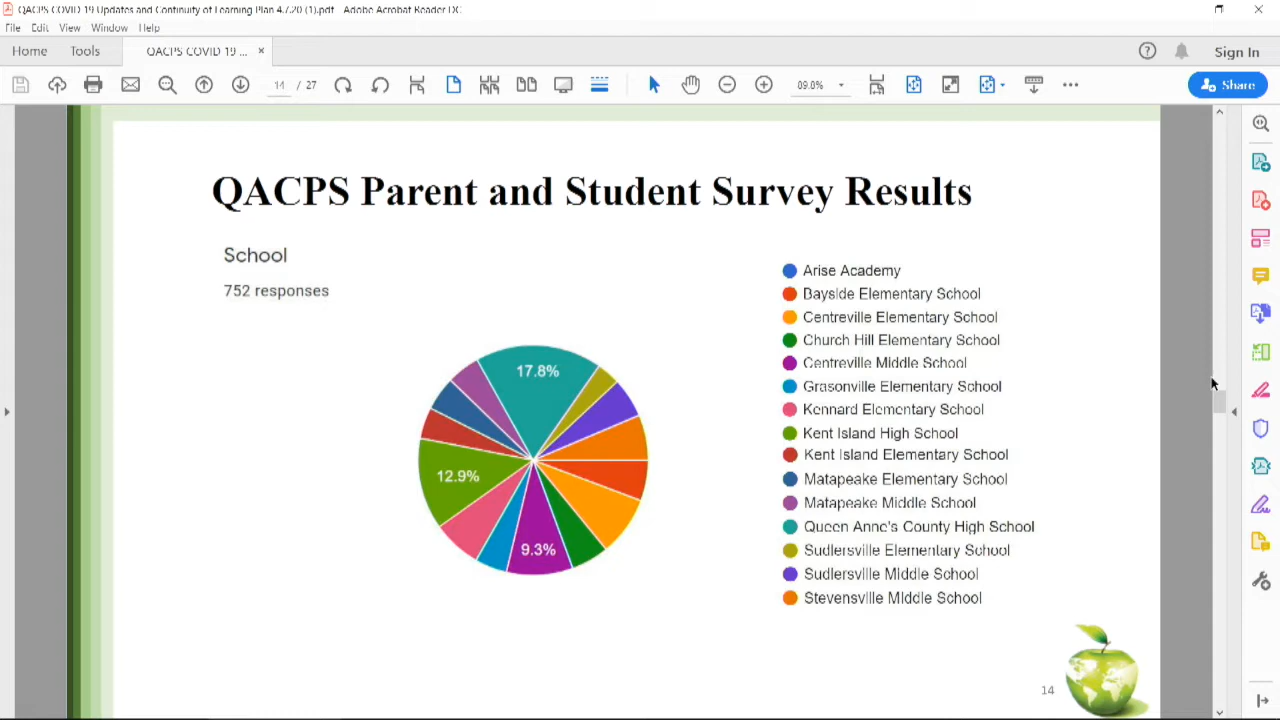 QACPS COVID 19 Updates and Continuity of Learning Plan 4.7.20 (1).pdf - Adobe Acrobat Reader DC
File Edit View Window Help
Home Tools QACPS COVID 19 ... × Sign In
14 / 27 89.8% Share
QACPS Parent and Student Survey Results
School
752 responses
Arise Academy
Bayside Elementary School
Centreville Elementary School
Church Hill Elementary School
Centreville Middle School
Grasonville Elementary School
Kennard Elementary School
Kent Island High School
Kent Island Elementary School
Matapeake Elementary School
Matapeake Middle School
Queen Anne's County High School
Sudlersville Elementary School
Sudlersville Middle School
Stevensville Middle School
17.8%
12.9%
9.3%
14